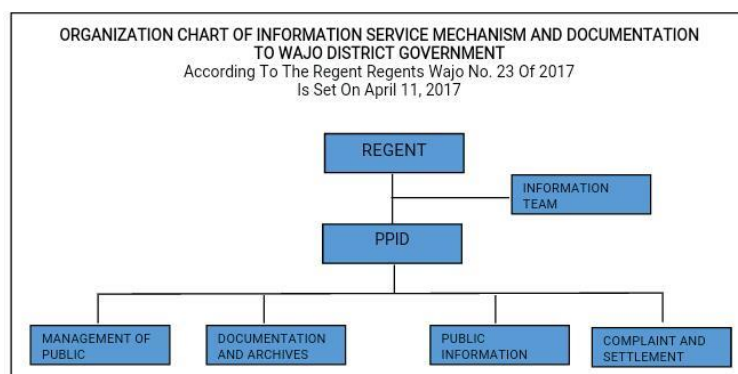 ORGANIZATION CHART OF INFORMATION SERVICE MECHANISM AND DOCUMENTATION
TO WAJO DISTRICT GOVERNMENT
According To The Regent Regents Wajo No. 23 Of 2017
Is Set On April 11, 2017
REGENT
INFORMATION
TEAM
PPID
MANAGEMENT OF
PUBLIC
DOCUMENTATION
AND ARCHIVES
PUBLIC
INFORMATION
COMPLAINT AND
SETTLEMENT